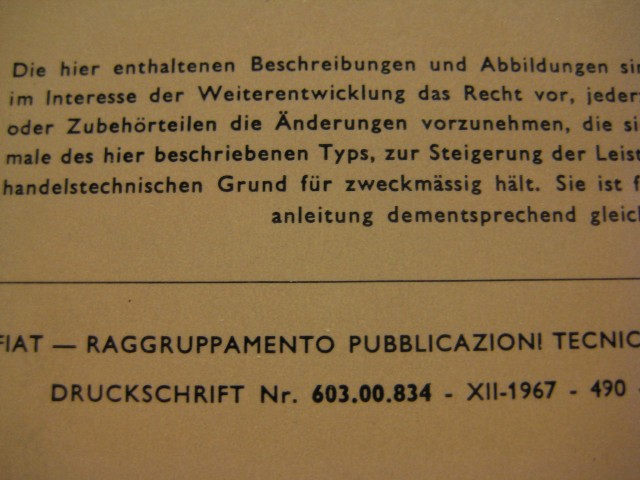 Die hier enthaltenen Beschreibungen und Abbildungen sin
im Interesse der Weiterentwicklung das Recht vor, jeder
oder Zubehörteilen die Änderungen vorzunehmen, die si
male des hier beschriebenen Typs, zur Steigerung der Leist
handelstechnischen Grund für zweckmässig hält. Sie ist f
anleitung dementsprechend gleich
FIAT — RAGGRUPPAMENTO PUBBLICAZIONI TECNIC
DRUCKSCHRIFT Nr. 603.00.834 - XII-1967 - 490 -